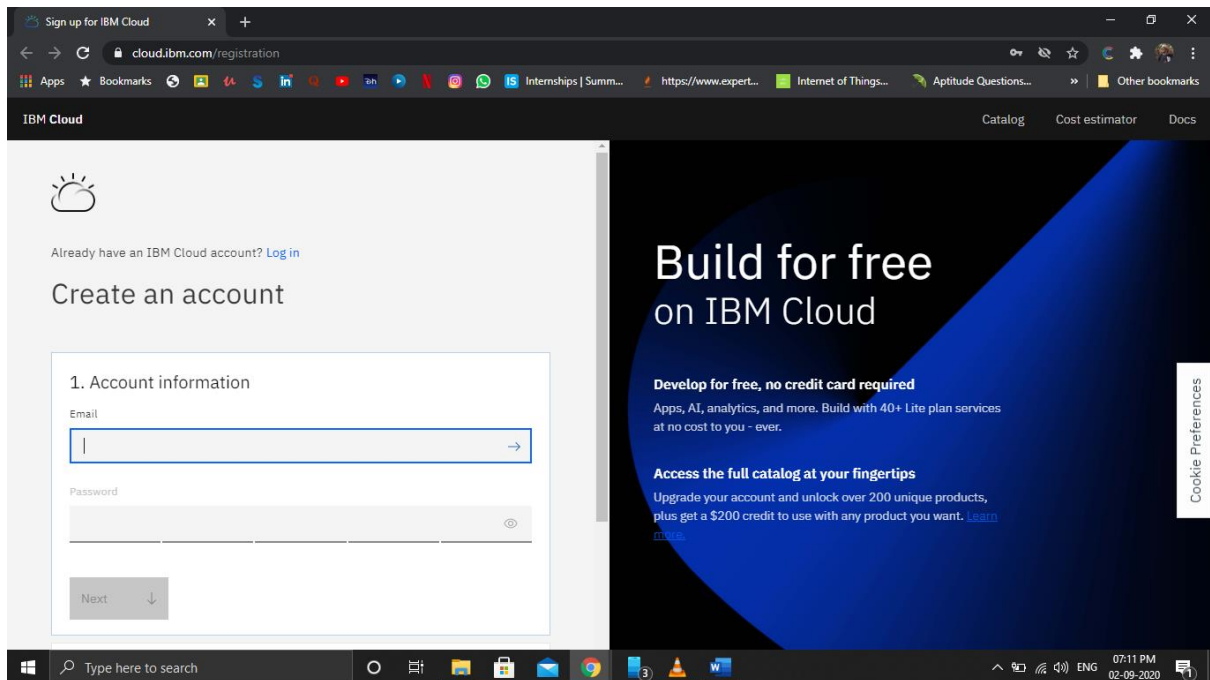 Sign up for IBM Cloud
cloud.ibm.com/registration
Apps Bookmarks Internships | Summ... https://www.expert... Internet of Things... Aptitude Questions... » Other bookmarks
IBM Cloud Catalog Cost estimator Docs
Already have an IBM Cloud account? Log in
Create an account
1. Account information
Email
Password
Next
Build for free
on IBM Cloud
Develop for free, no credit card required
Apps, AI, analytics, and more. Build with 40+ Lite plan services
at no cost to you - ever.
Access the full catalog at your fingertips
Upgrade your account and unlock over 200 unique products,
plus get a $200 credit to use with any product you want. Learn
more.
Cookie Preferences
Type here to search
ENG
07:11 PM
02-09-2020